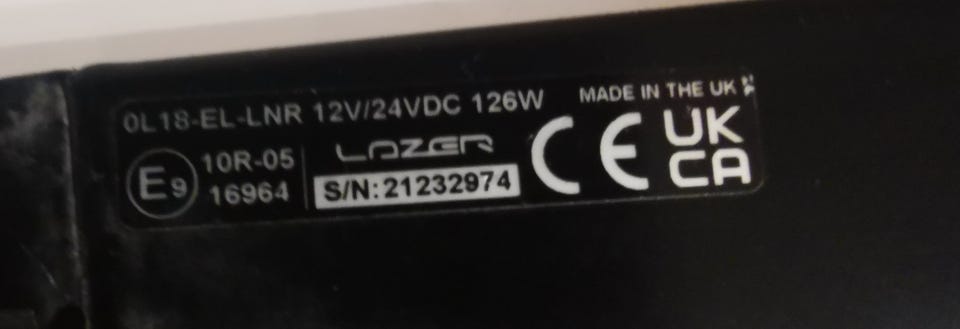 0L18-EL-LNR 12V/24VDC 126W MADE IN THE UK
E9 10R-05
16964
LAZER
S/N: 21232974
CE
UK
CA